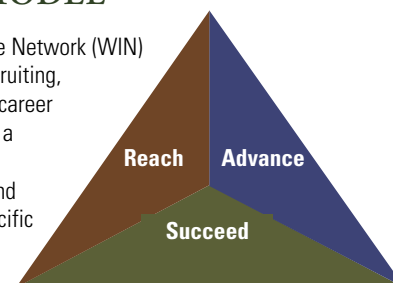 MODEL
e Network (WIN)
ruiting,
career
a
nd
cific
Reach
Advance
Succeed